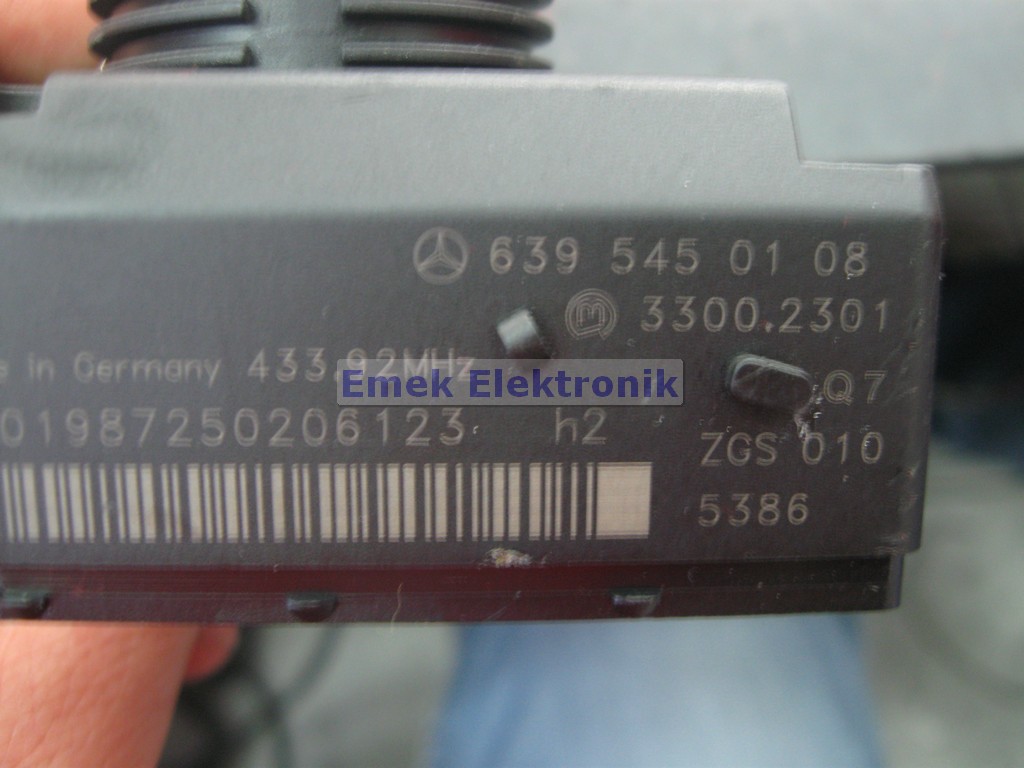 639 545 01 08
3300.2301
e in Germany 433.92MHz
Emek Elektronik
Q7
01987250206123 h2
ZGS 010
5386